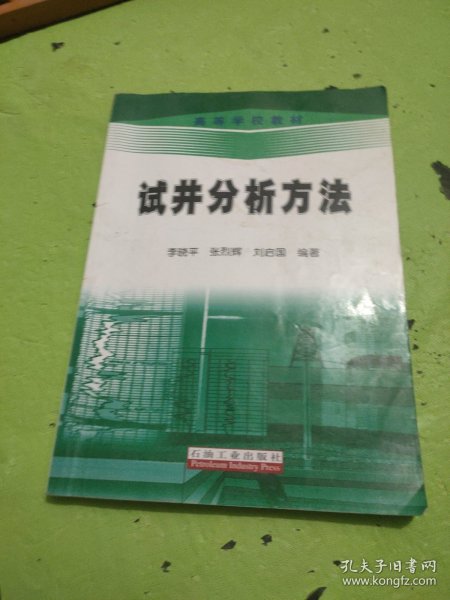 高等学校教材
试井分析方法
李晓平 张烈辉 刘启国 编著
石油工业出版社
Petroleum Industry Press
孔夫子旧书网
www.kongfz.com